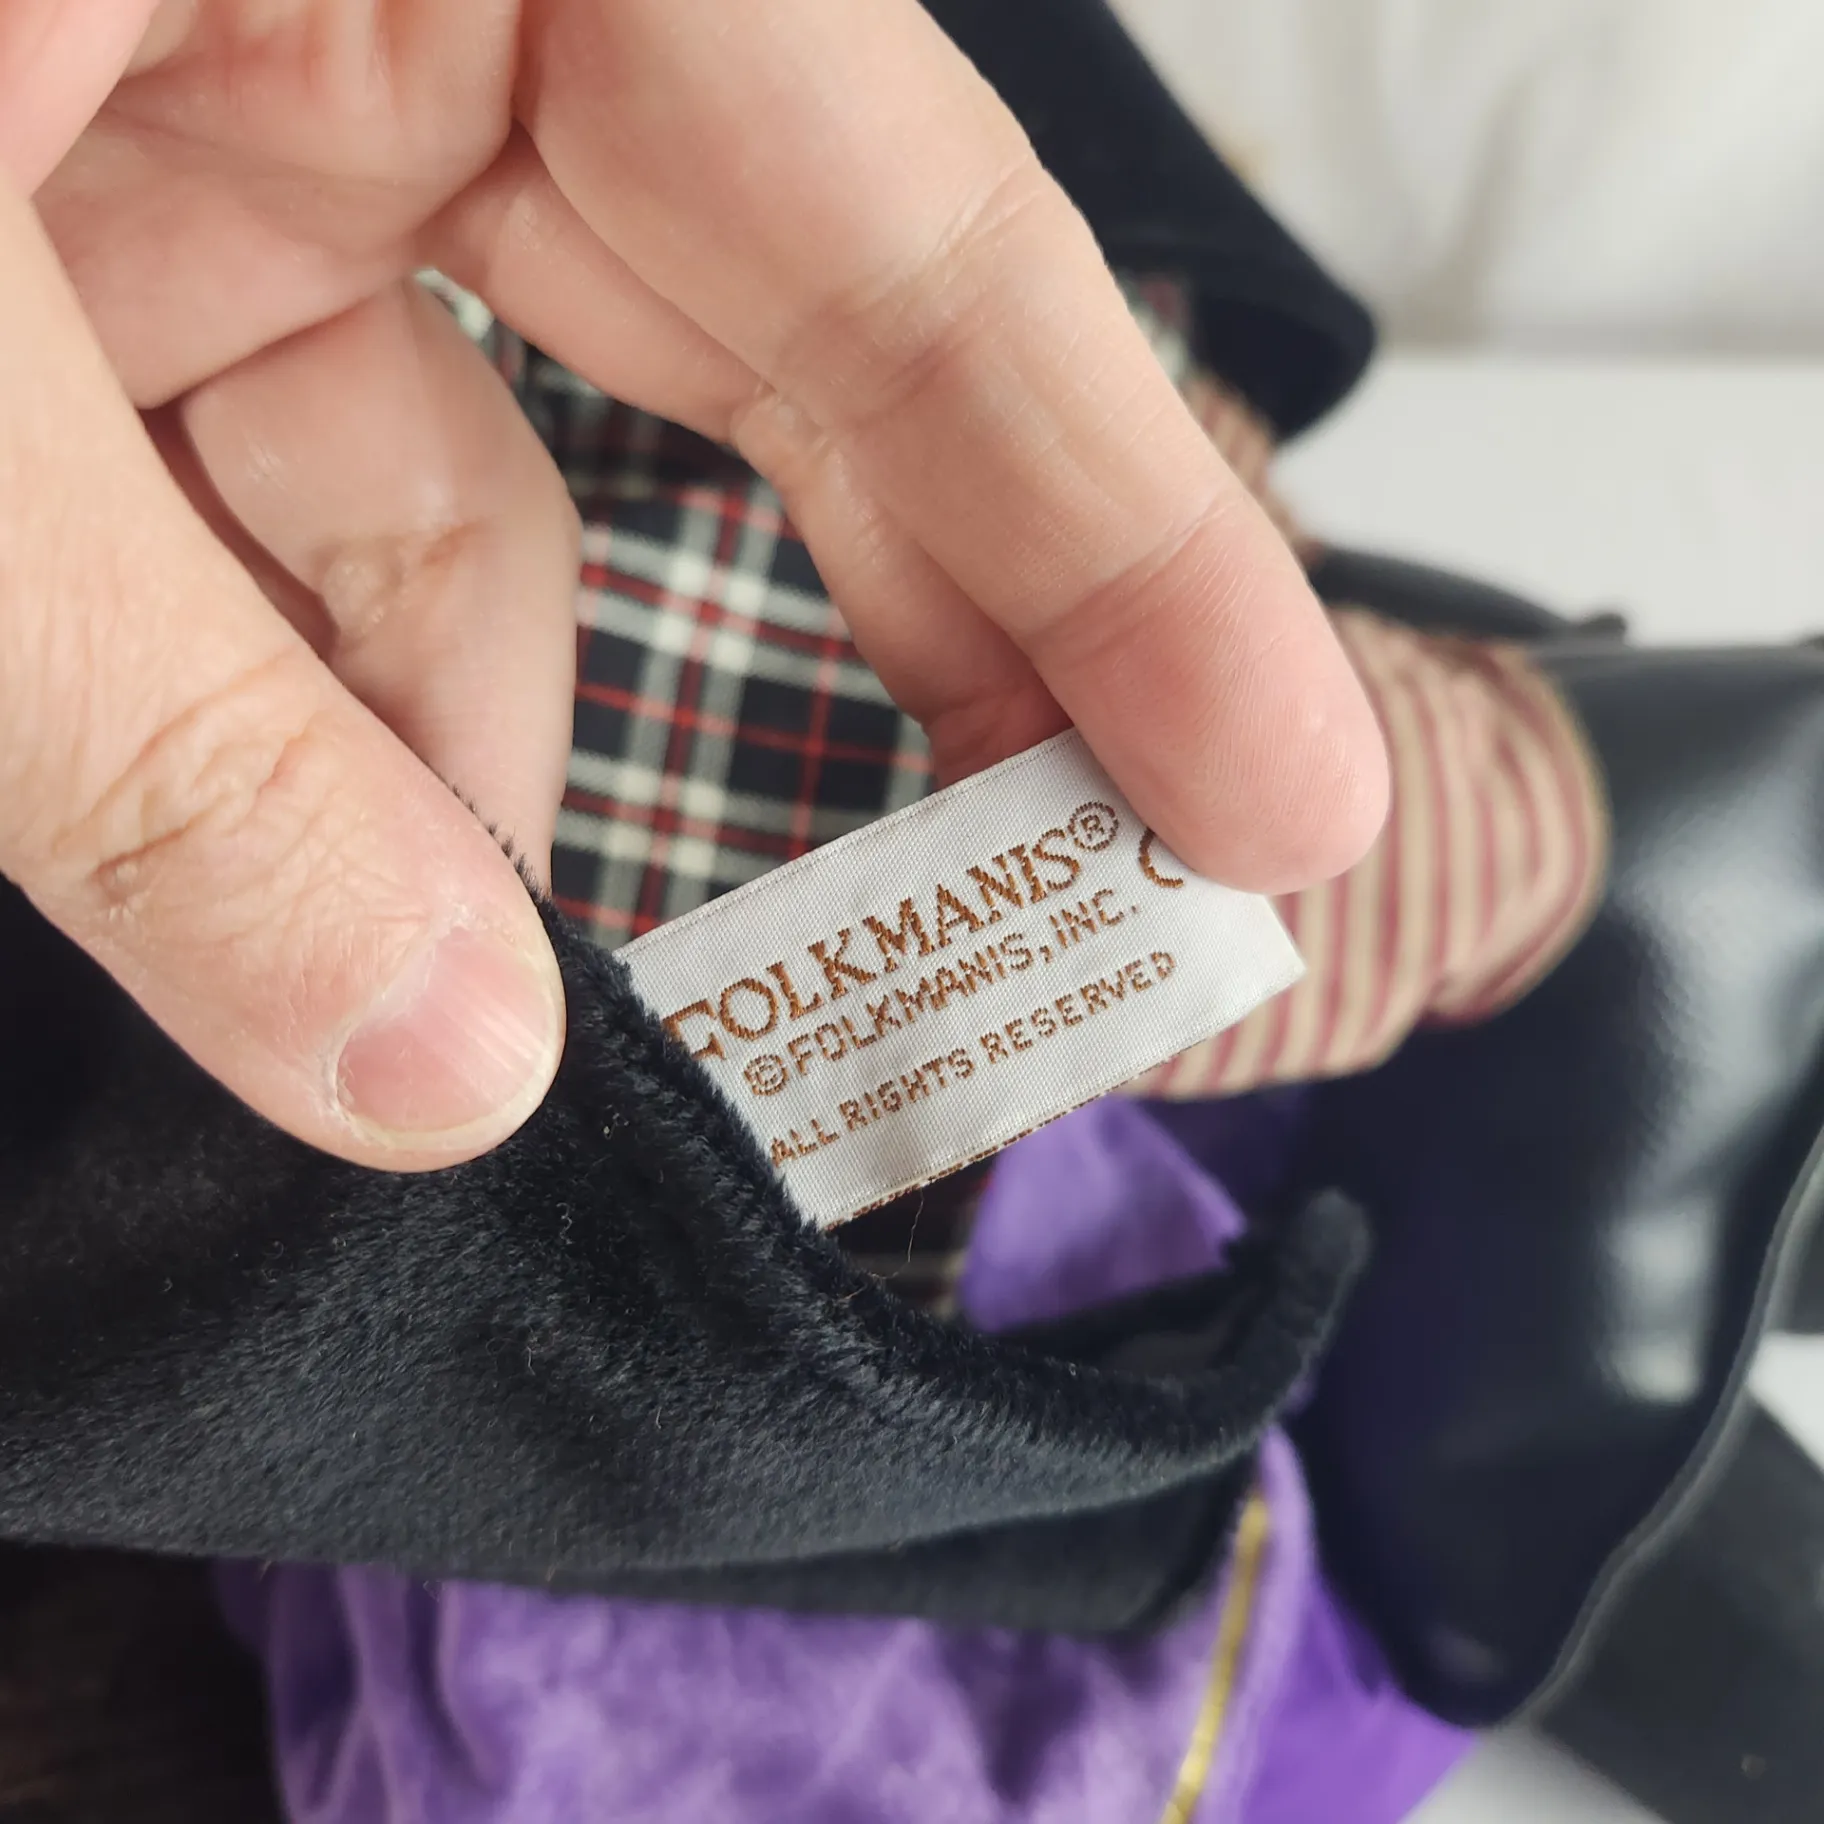 FOLKMANIS®
©FOLKMANIS, INC.
ALL RIGHTS RESERVED